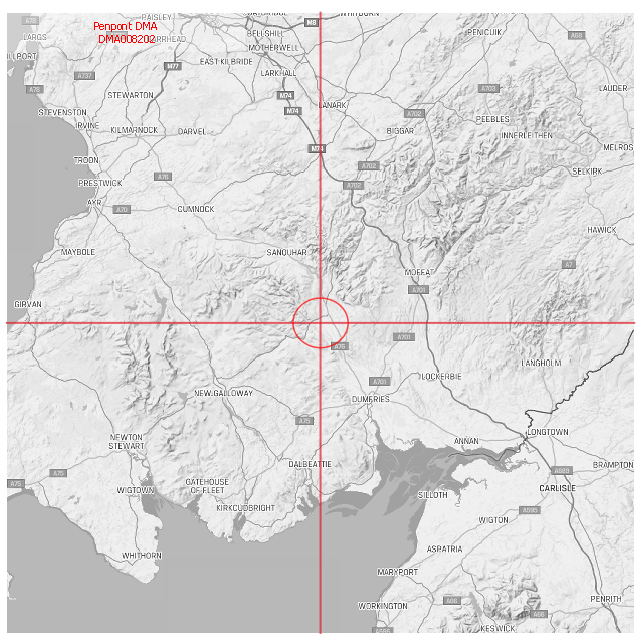 A78
PAISLEY
M8
WHITBURN
Penpont DMA
DMA008202
LARGS
BELLSHILL
PENICUIK
A68
MOTHERWELL
EAST KILBRIDE
M77
LARKHALL
A737
A78
A703
LAUDER
STEWARTON
M74
LANARK
M74
STEVENSTON
A702
PEEBLES
IRVINE
KILMARNOCK
DARVEL
BIGGAR
INNERLEITHEN
M74
MELROS
TROON
A702
SELKIRK
A76
PRESTWICK
A702
AYR
A70
CUMNOCK
HAWICK
MAYBOLE
SANQUHAR
A7
MOFFAT
A701
GIRVAN
A701
A76
LANGHOLM
LOCKERBIE
A701
NEW GALLOWAY
DUMFRIES
A75
LONGTOWN
NEWTON
STEWART
ANNAN
DALBEATTIE
BRAMPTON
A75
A689
A75
GATEHOUSE
OF FLEET
WIGTOWN
CARLISLE
SILLOTH
KIRKCUDBRIGHT
A595
WIGTON
WHITHORN
ASPATRIA
MARYPORT
PENRITH
WORKINGTON
A66
A66
KESWICK
A595